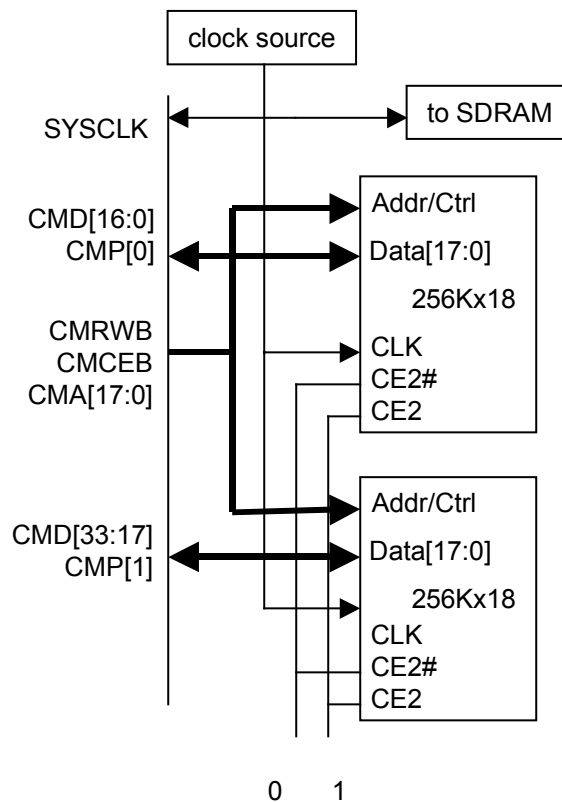 clock source
SYSCLK
to SDRAM
CMD[16:0]
CMP[0]
Addr/Ctrl
Data[17:0]
256Kx18
CMRWB
CMCEB
CMA[17:0]
CLK
CE2#
CE2
CMD[33:17]
CMP[1]
Addr/Ctrl
Data[17:0]
256Kx18
CLK
CE2#
CE2
0 1